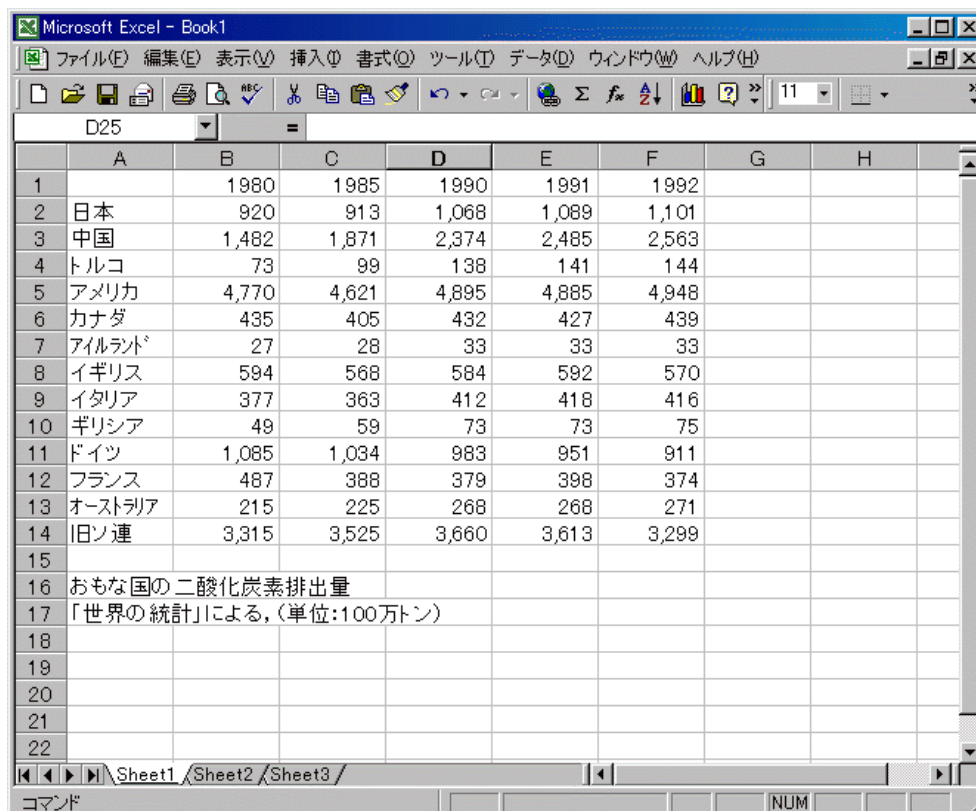 Microsoft Excel - Book1
ファイル(F) 編集(E) 表示(V) 挿入(I) 書式(O) ツール(T) データ(D) ウィンドウ(W) ヘルプ(H)
ABC Σ fx A Z 11
D25 =
A B C D E F G H
1 1980 1985 1990 1991 1992
2 日本 920 913 1,068 1,089 1,101
3 中国 1,482 1,871 2,374 2,485 2,563
4 トルコ 73 99 138 141 144
5 アメリカ 4,770 4,621 4,895 4,885 4,948
6 カナダ 435 405 432 427 439
7 アイルランド 27 28 33 33 33
8 イギリス 594 568 584 592 570
9 イタリア 377 363 412 418 416
10 ギリシア 49 59 73 73 75
11 ドイツ 1,085 1,034 983 951 911
12 フランス 487 388 379 398 374
13 オーストラリア 215 225 268 268 271
14 旧ソ連 3,315 3,525 3,660 3,613 3,299
15
16 おもな国の二酸化炭素排出量
17 「世界の統計」による,(単位:100万トン)
18
19
20
21
22
Sheet1 Sheet2 Sheet3
コマンド NUM